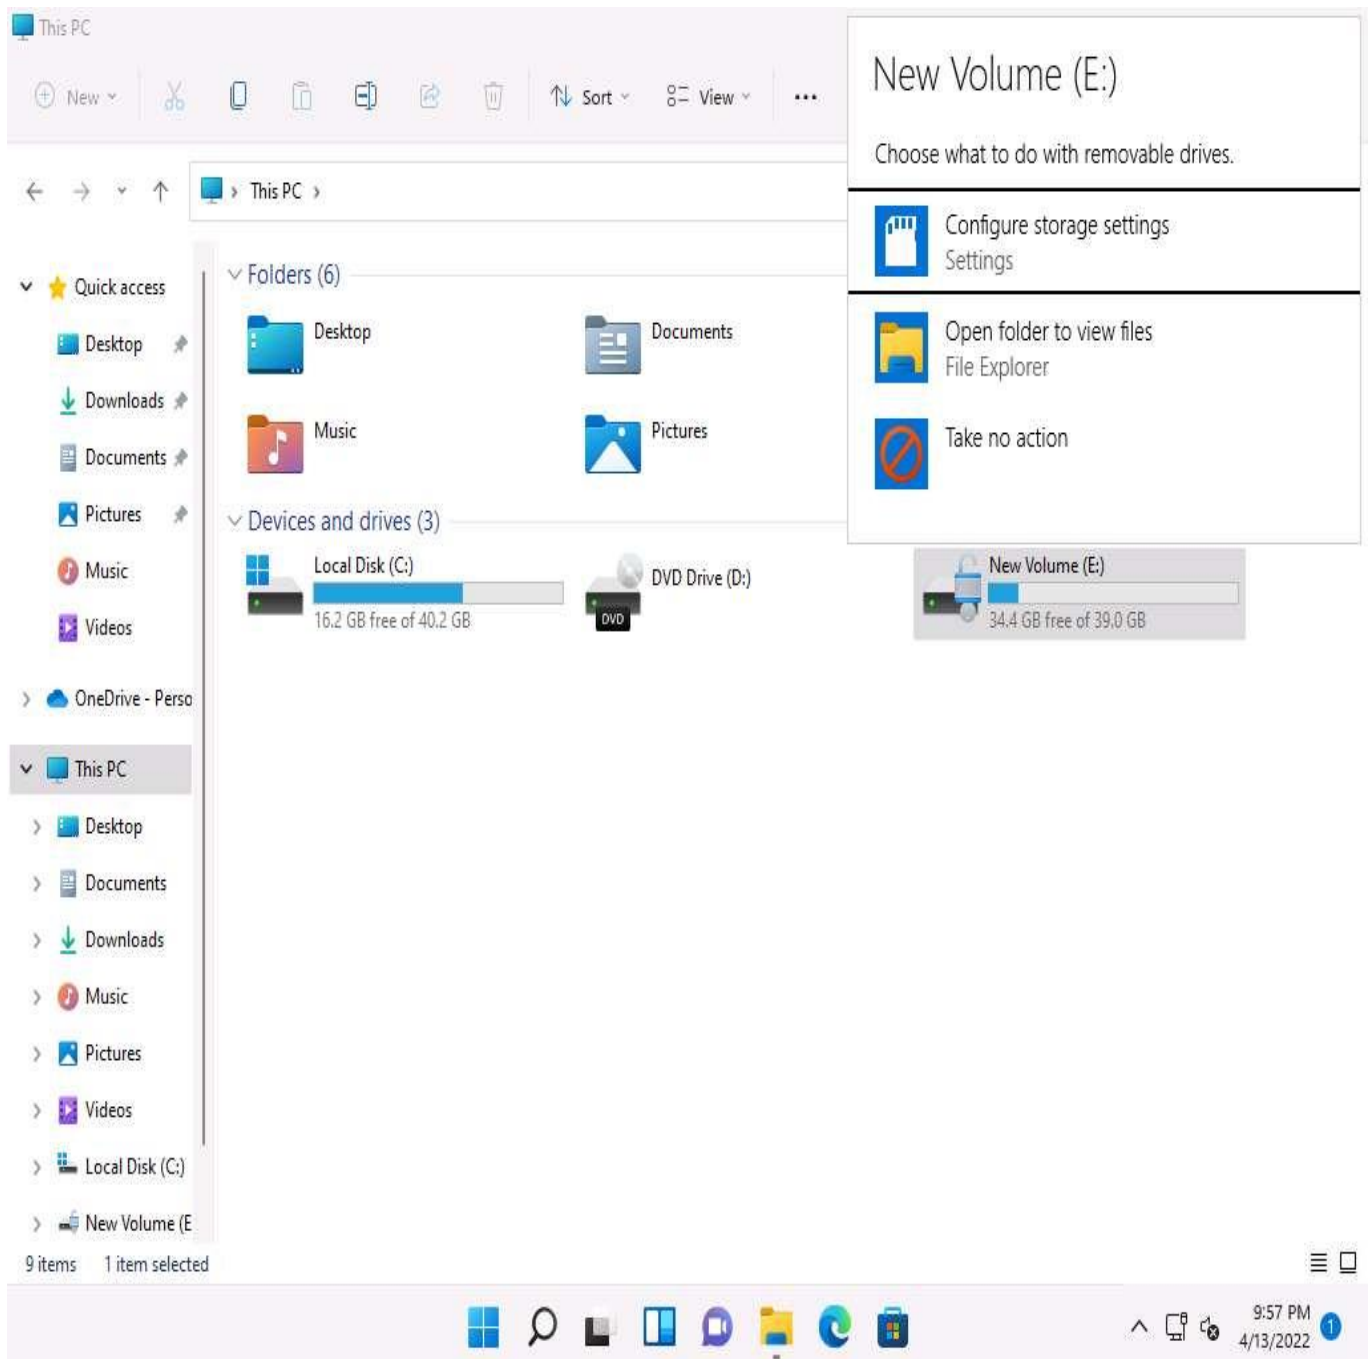 This PC
New
Sort
View
...
This PC
Quick access
Desktop
Downloads
Documents
Pictures
Music
Videos
OneDrive - Perso
This PC
Desktop
Documents
Downloads
Music
Pictures
Videos
Local Disk (C:)
New Volume (E
Folders (6)
Desktop
Documents
Music
Pictures
Devices and drives (3)
Local Disk (C:)
16.2 GB free of 40.2 GB
DVD
DVD Drive (D:)
New Volume (E:)
34.4 GB free of 39.0 GB
New Volume (E:)
Choose what to do with removable drives.
Configure storage settings
Settings
Open folder to view files
File Explorer
Take no action
9 items 1 item selected
9:57 PM
4/13/2022
1